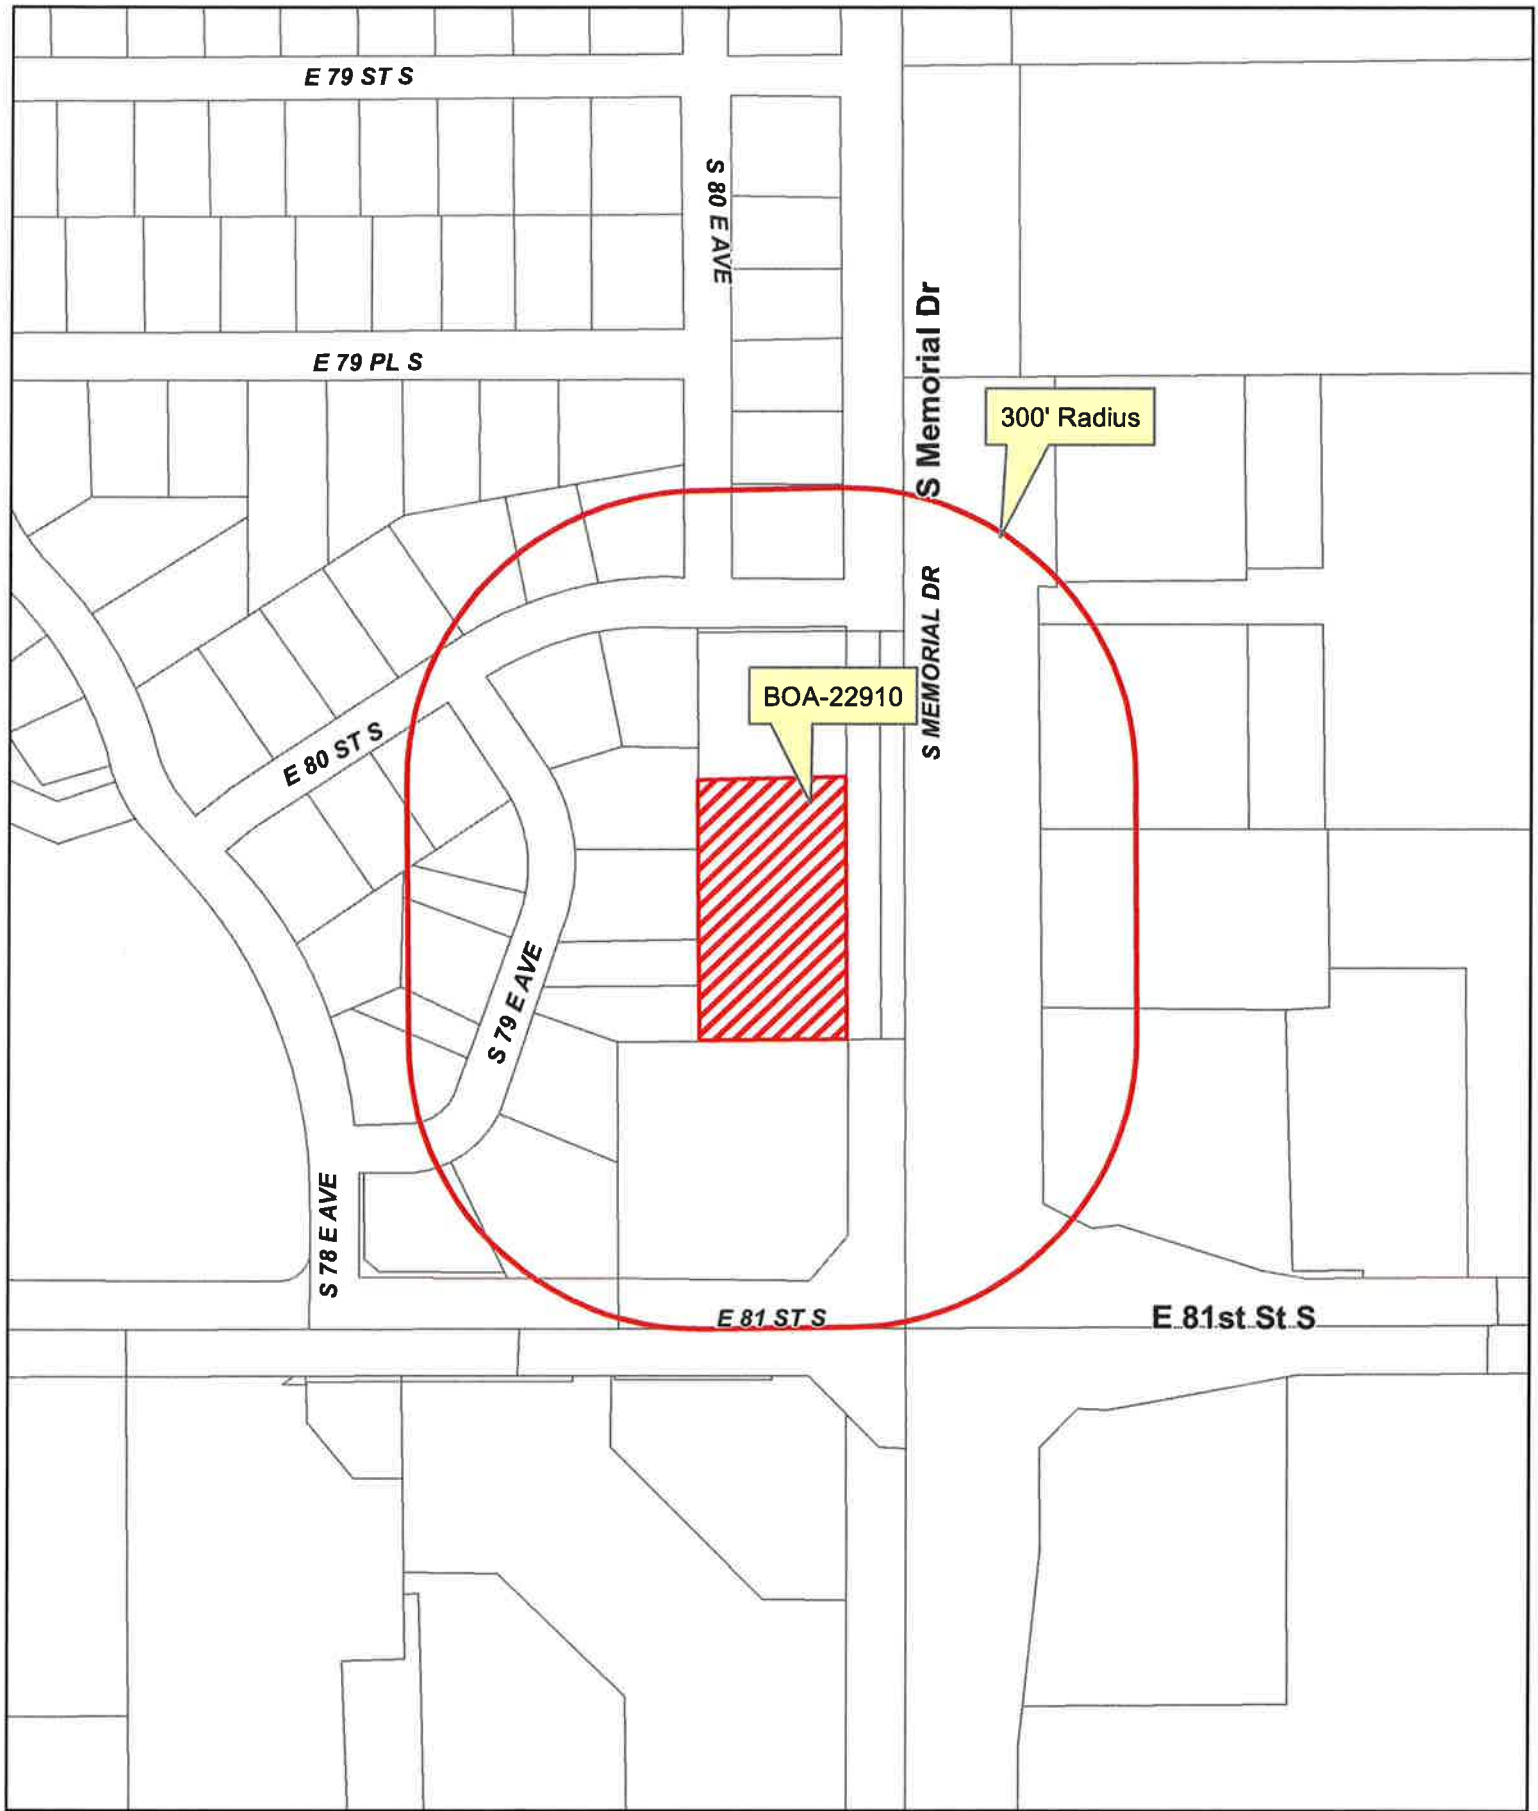 E 79 ST S
S 80 E AVE
S Memorial Dr
E 79 PL S
300' Radius
S MEMORIAL DR
BOA-22910
E 80 ST S
S 79 E AVE
S 78 E AVE
E 81 ST S
E 81st St S